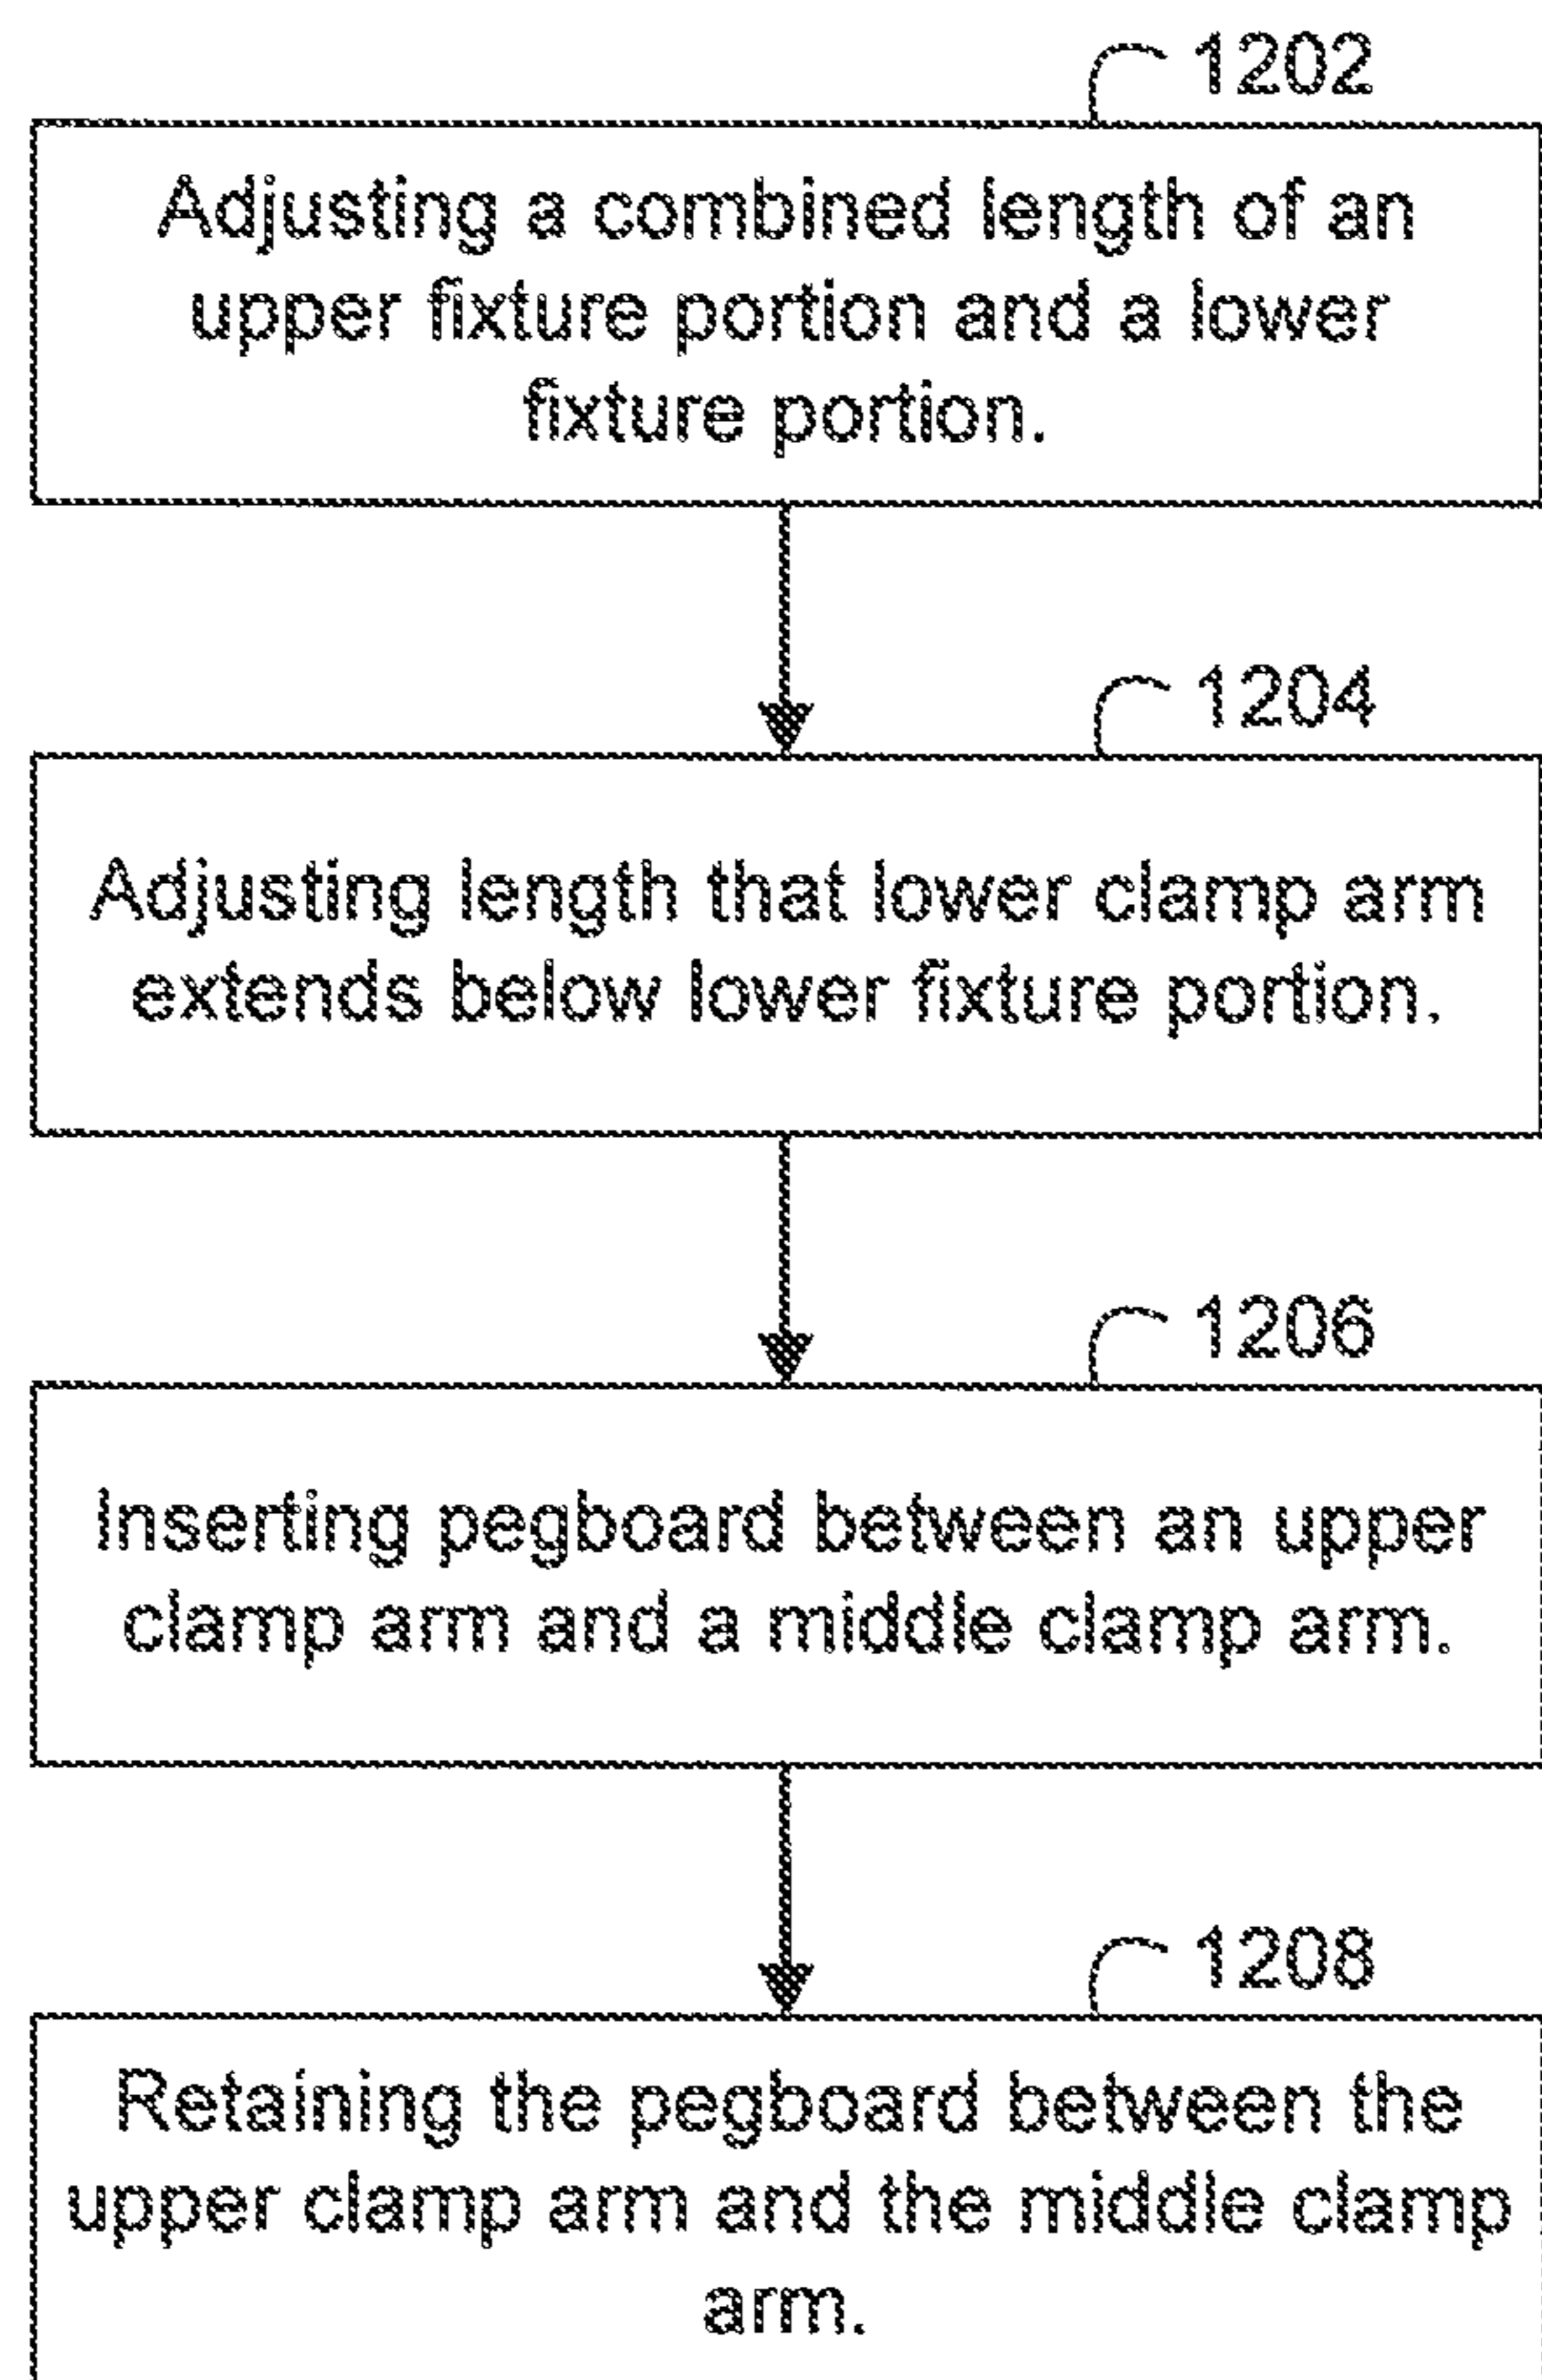 1202
Adjusting a combined length of an
upper fixture portion and a lower
fixture portion.
1204
Adjusting length that lower clamp arm
extends below lower fixture portion.
1206
Inserting pegboard between an upper
clamp arm and a middle clamp arm.
1208
Retaining the pegboard between the
upper clamp arm and the middle clamp
arm.